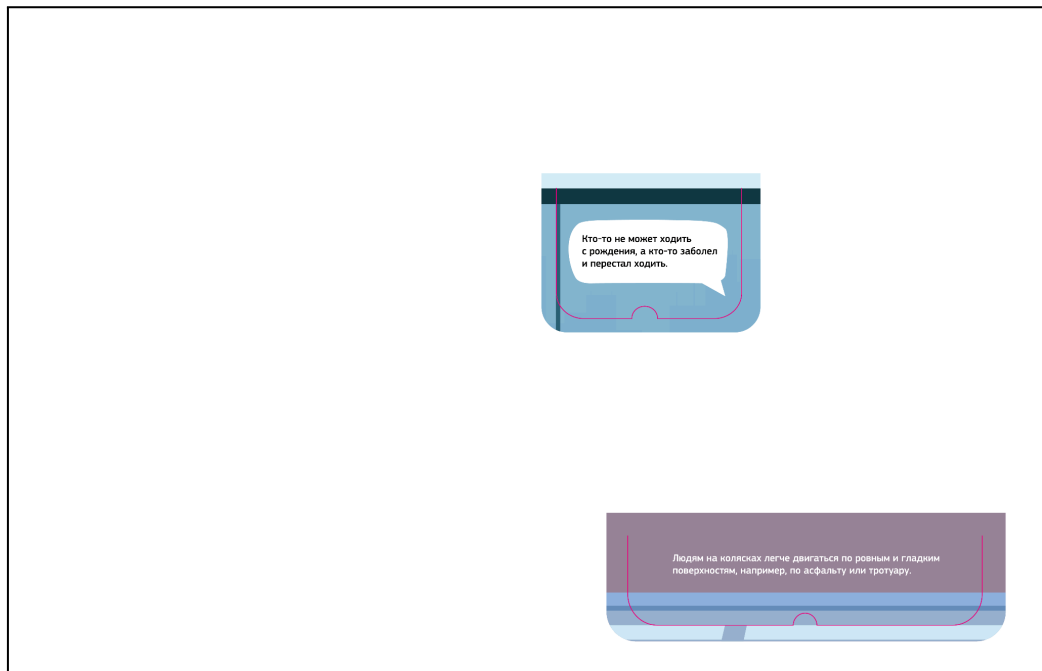 Кто-то не может ходить
с рождения, а кто-то заболел
и перестал ходить.
Людям на колясках легче двигаться по ровным и гладким
поверхностям, например, по асфальту или тротуару.